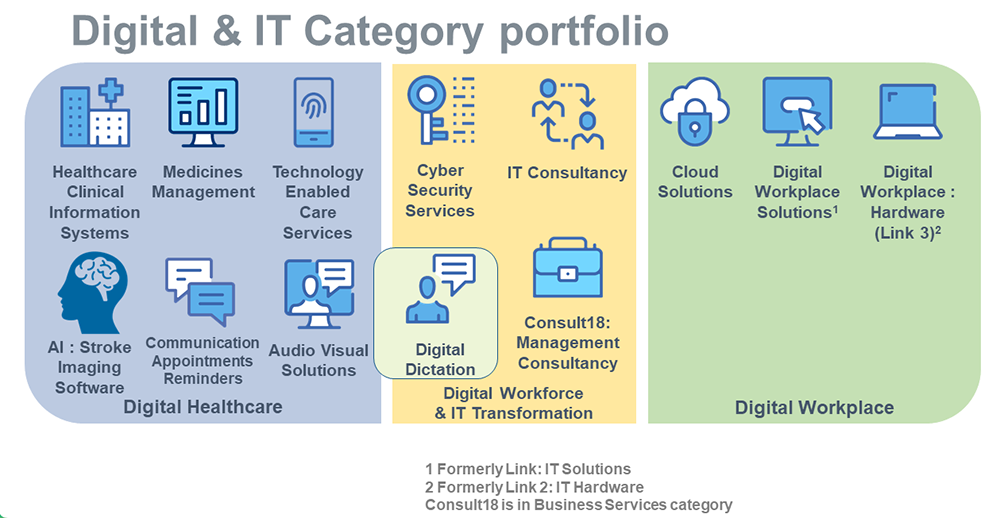 Digital & IT Category portfolio
Healthcare
Clinical
Information
Systems
Medicines
Management
Technology
Enabled
Care
Services
Cyber
Security
Services
IT Consultancy
Cloud
Solutions
Digital
Workplace
Solutions1
Digital
Workplace :
Hardware
(Link 3)2
AI : Stroke
Imaging
Software
Communication
Appointments
Reminders
Audio Visual
Solutions
Digital
Dictation
Consult18:
Management
Consultancy
Digital Healthcare
Digital Workforce
& IT Transformation
Digital Workplace
1 Formerly Link: IT Solutions
2 Formerly Link 2: IT Hardware
Consult18 is in Business Services category